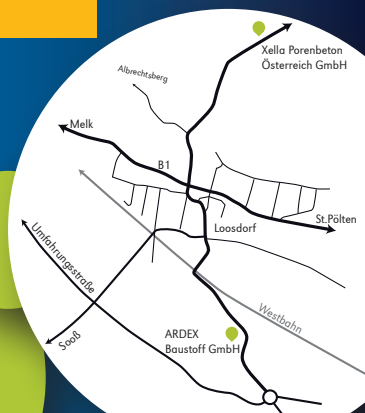 Xella Porenbeton
Österreich GmbH
Albrechtsberg
Melk
B1
St.Pölten
Loosdorf
Umfahrungsstraße
Westbahn
Sooß
ARDEX
Baustoff GmbH